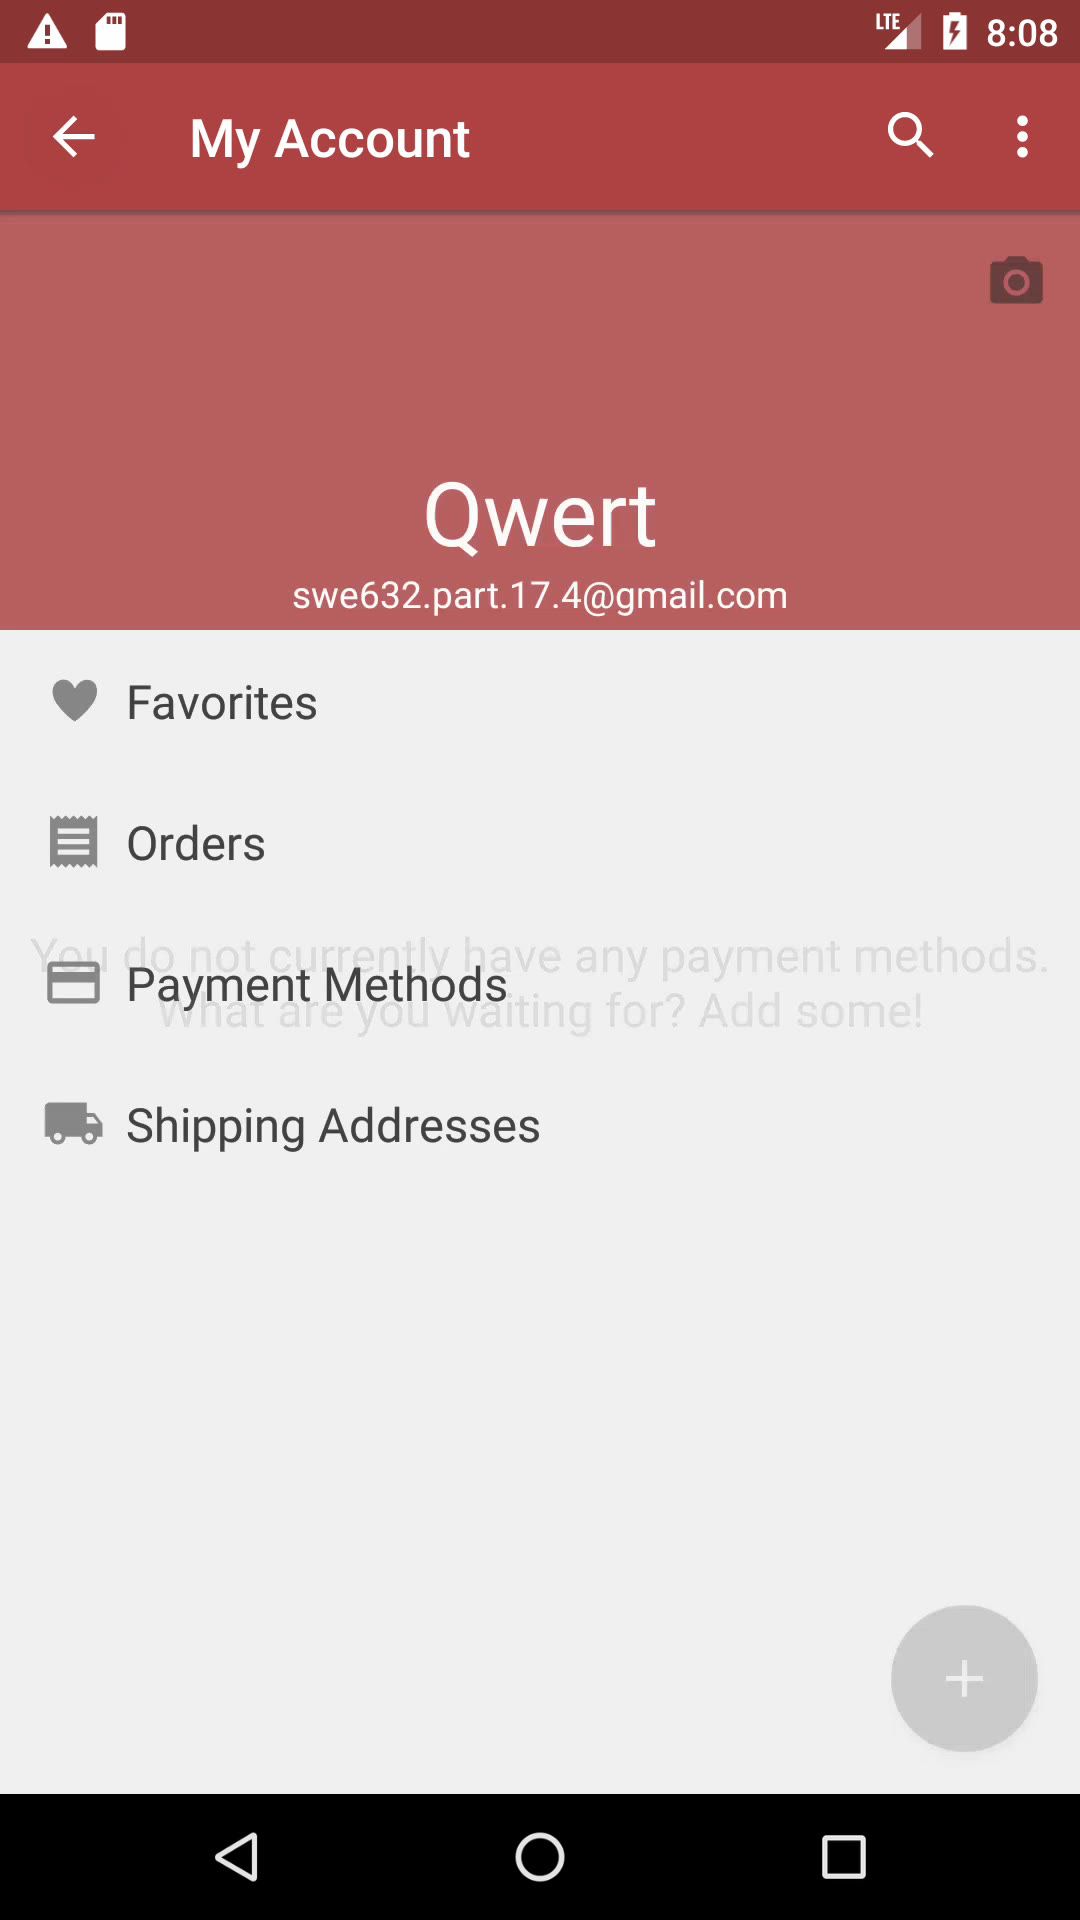 LTE 8:08
My Account
Qwert
swe632.part.17.4@gmail.com
Favorites
Orders
You do not currently have any payment methods.
Payment Methods
What are you waiting for? Add some!
Shipping Addresses